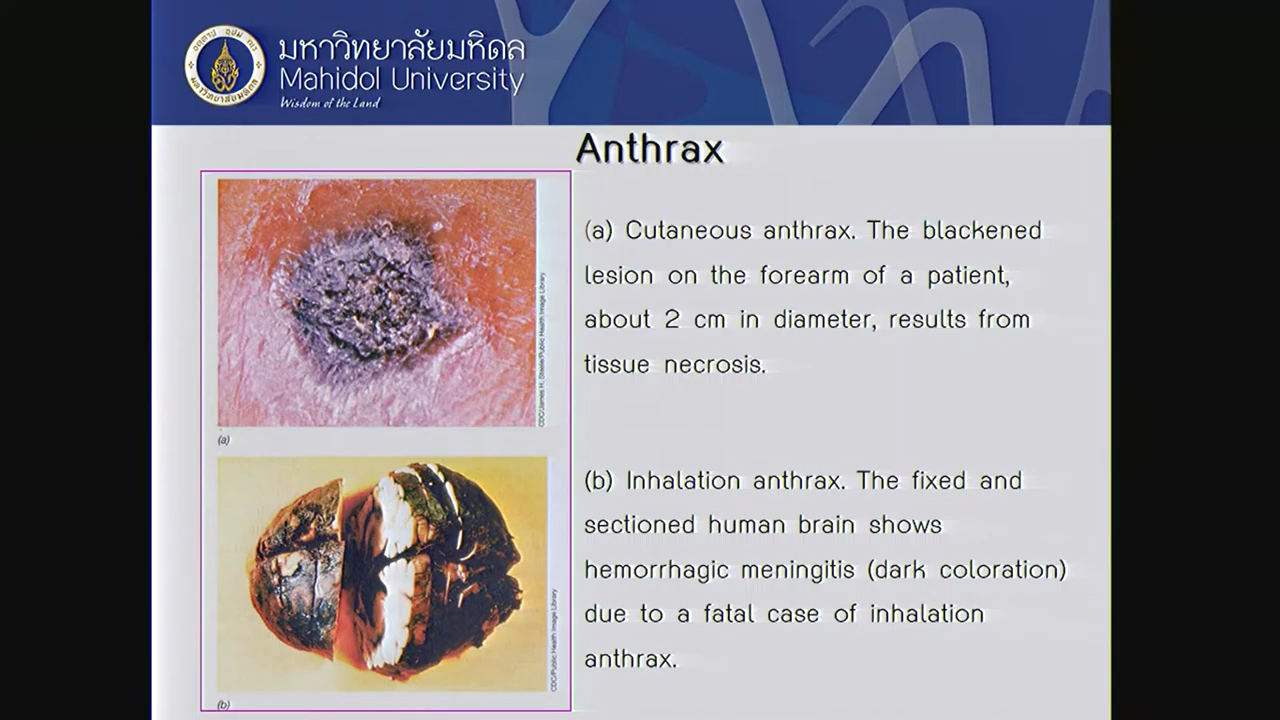 มหาวิทยาลัยมหิดล
Mahidol University
Wisdom of the Land
Anthrax
(a) Cutaneous anthrax. The blackened
lesion on the forearm of a patient,
about 2 cm in diameter, results from
tissue necrosis.
CDC/James H. Steele/Public Health Image Library
(a)
(b) Inhalation anthrax. The fixed and
sectioned human brain shows
hemorrhagic meningitis (dark coloration)
due to a fatal case of inhalation
anthrax.
CDC/Public Health Image Library
(b)